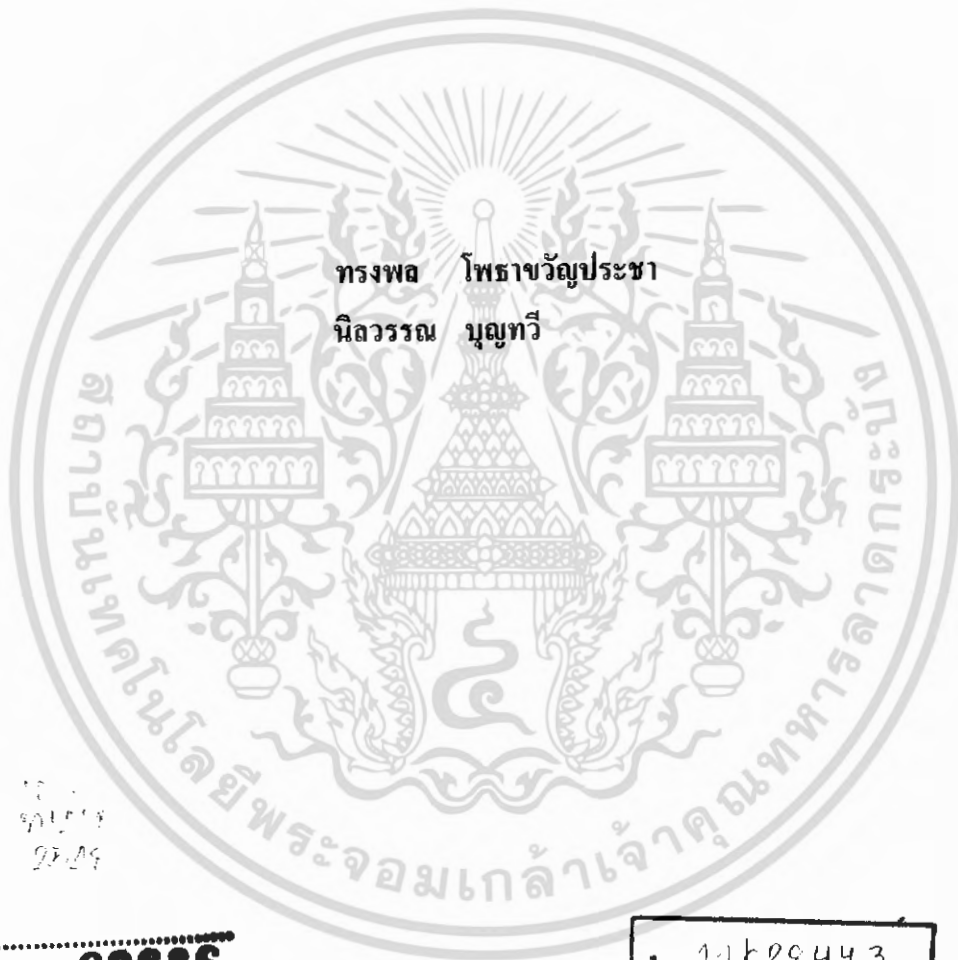 ทรงพล โพธาขวัญประชา
นิลวรรณ บุญทวี
สถาบันเทคโนโลยีพระจอมเกล้าเจ้าคุณทหารลาดกระบัง